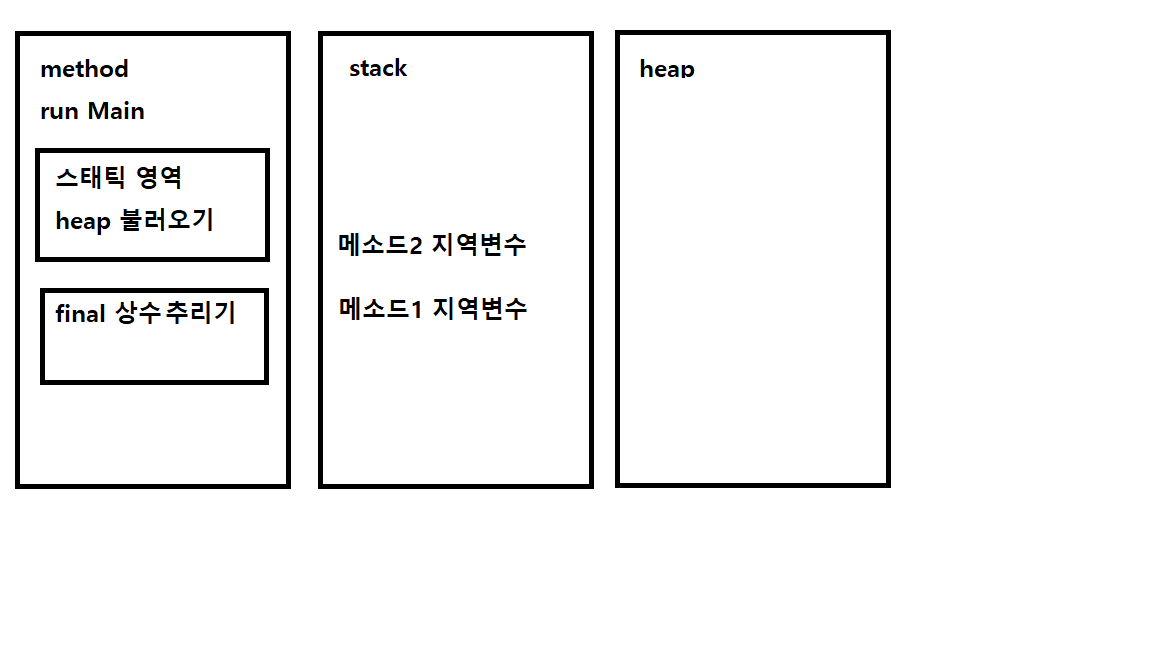 method
run Main
스태틱 영역
heap 불러오기
final 상수 추리기
stack
메소드2 지역변수
메소드1 지역변수
heap